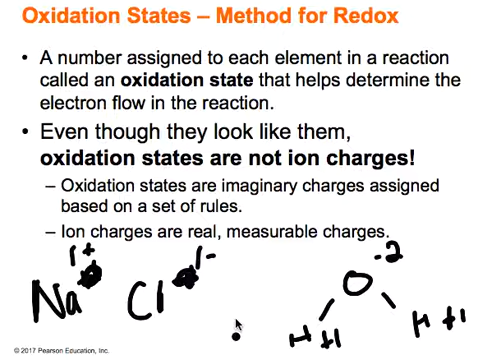 Oxidation States – Method for Redox
• A number assigned to each element in a reaction
called an oxidation state that helps determine the
electron flow in the reaction.
• Even though they look like them,
oxidation states are not ion charges!
– Oxidation states are imaginary charges assigned
based on a set of rules.
– Ion charges are real, measurable charges.
1+ 1- -2
Na Cl O
H +1 H +1
© 2017 Pearson Education, Inc.